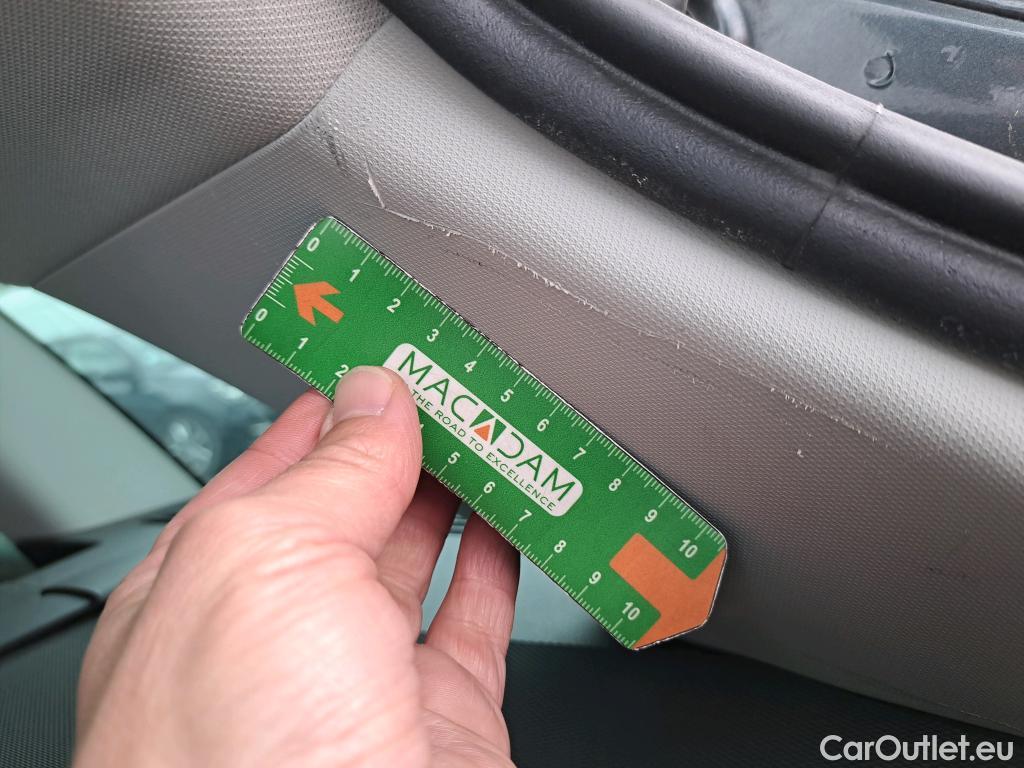 0 1 2 3 4 5 6 7 8 9 10
MACADAM
THE ROAD TO EXCELLENCE
0 1 2 4 5 6 7 8 9 10
CarOutlet.eu